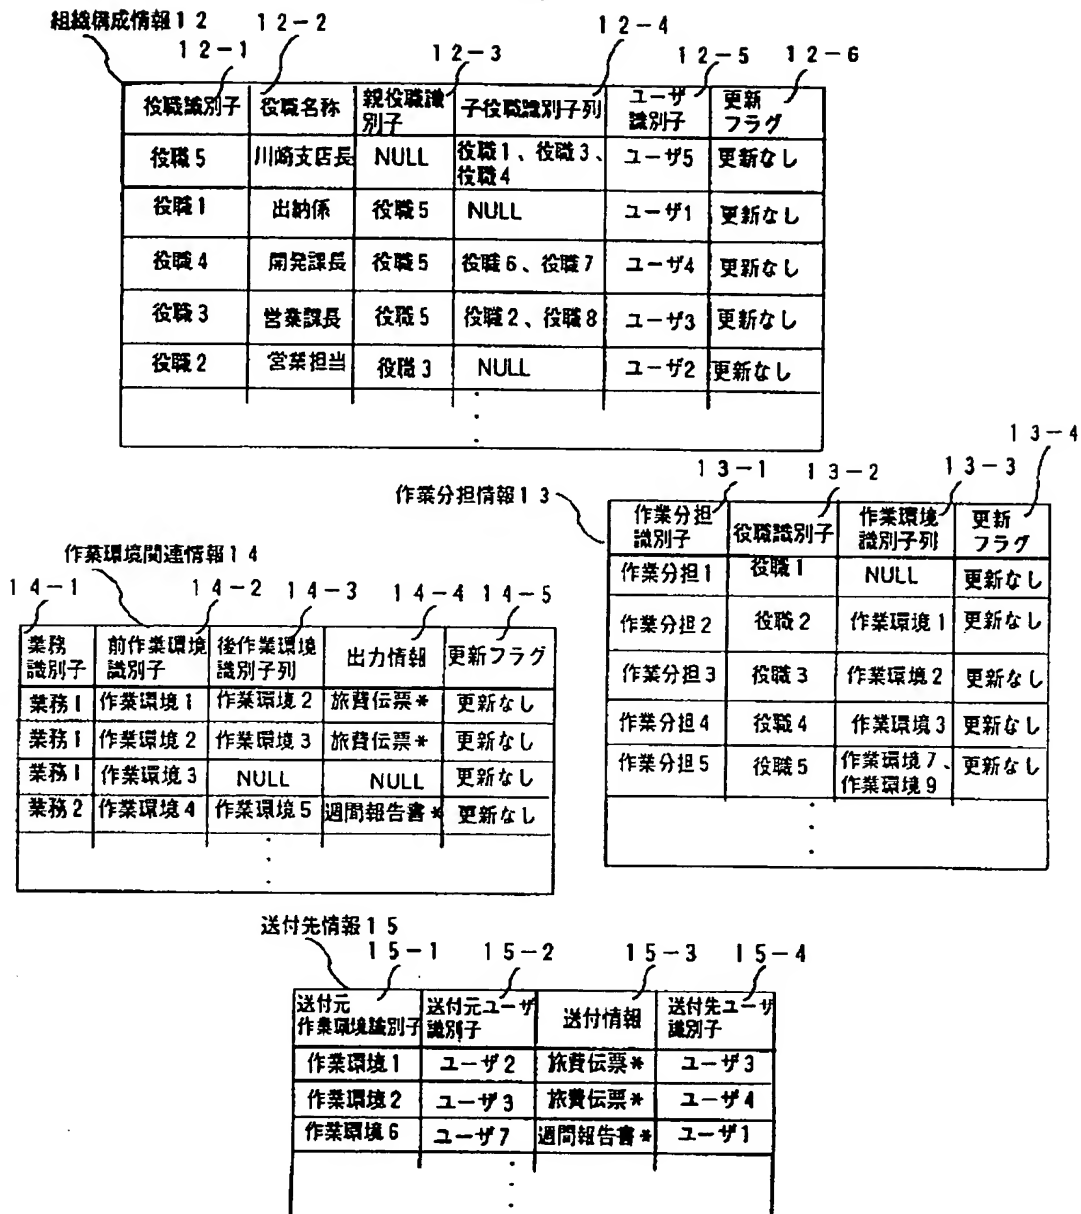 組織構成情報12
12-1
12-2
12-3
12-4
12-5
12-6
役職識別子 役職名称 親役職識別子 子役職識別子列 ユーザ識別子 更新フラグ
役職5 川崎支店長 NULL 役職1、役職3、役職4 ユーザ5 更新なし
役職1 出納係 役職5 NULL ユーザ1 更新なし
役職4 開発課長 役職5 役職6、役職7 ユーザ4 更新なし
役職3 営業課長 役職5 役職2、役職8 ユーザ3 更新なし
役職2 営業担当 役職3 NULL ユーザ2 更新なし
作業分担情報13
13-1
13-2
13-3
13-4
作業分担識別子 役職識別子 作業環境識別子列 更新フラグ
作業分担1 役職1 NULL 更新なし
作業分担2 役職2 作業環境1 更新なし
作業分担3 役職3 作業環境2 更新なし
作業分担4 役職4 作業環境3 更新なし
作業分担5 役職5 作業環境7、作業環境9 更新なし
作業環境関連情報14
14-1
14-2
14-3
14-4
14-5
業務識別子 前作業環境識別子 後作業環境識別子列 出力情報 更新フラグ
業務1 作業環境1 作業環境2 旅費伝票* 更新なし
業務1 作業環境2 作業環境3 旅費伝票* 更新なし
業務1 作業環境3 NULL NULL 更新なし
業務2 作業環境4 作業環境5 週間報告書* 更新なし
送付先情報15
15-1
15-2
15-3
15-4
送付元作業環境識別子 送付元ユーザ識別子 送付情報 送付先ユーザ識別子
作業環境1 ユーザ2 旅費伝票* ユーザ3
作業環境2 ユーザ3 旅費伝票* ユーザ4
作業環境6 ユーザ7 週間報告書* ユーザ1